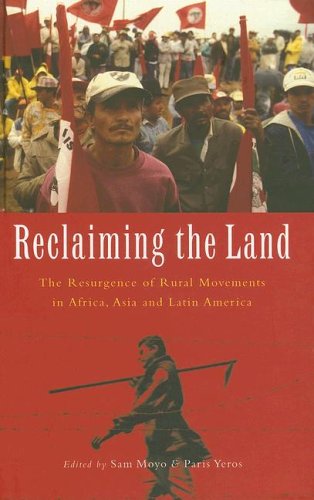 Reclaiming the Land
The Resurgence of Rural Movements
in Africa, Asia and Latin America
Edited by Sam Moyo & Paris Yeros